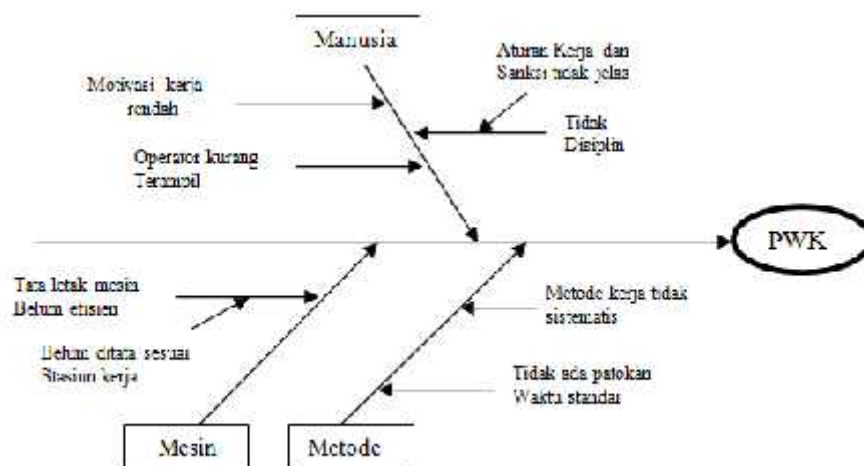 Manusia
Motivasi kerja
rendah
Aturan Kerja dan
Sanksi tidak jelas
Tidak
Disiplin
Operator kurang
Terampil
PWK
Tata letak mesin
Belum efisien
Belum ditata sesuai
Stasiun kerja
Metode kerja tidak
sistematis
Tidak ada patokan
Waktu standar
Mesin
Metode